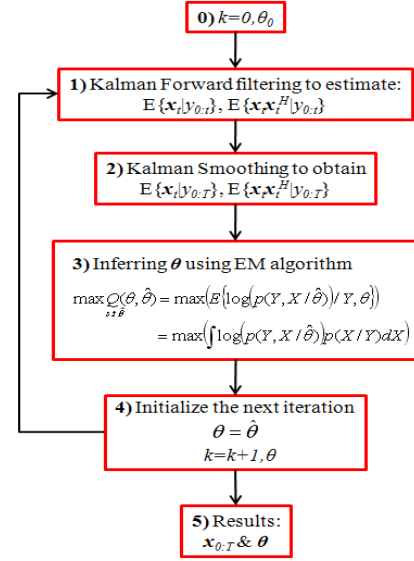 0) k=0,θ₀
1) Kalman Forward filtering to estimate:
E{xₜ|y₀:ₜ}, E{xₜxₜᴴ|y₀:ₜ}
2) Kalman Smoothing to obtain
E{xₜ|y₀:T}, E{xₜxₜᴴ|y₀:T}
3) Inferring θ using EM algorithm
max Q(θ,θ̂) = max(E{log(p(Y,X/θ̂))/Y,θ})
s.t θ̂
= max(∫log(p(Y,X/θ̂))p(X/Y)dX)
4) Initialize the next iteration
θ = θ̂
k=k+1,θ
5) Results:
x₀:T & θ